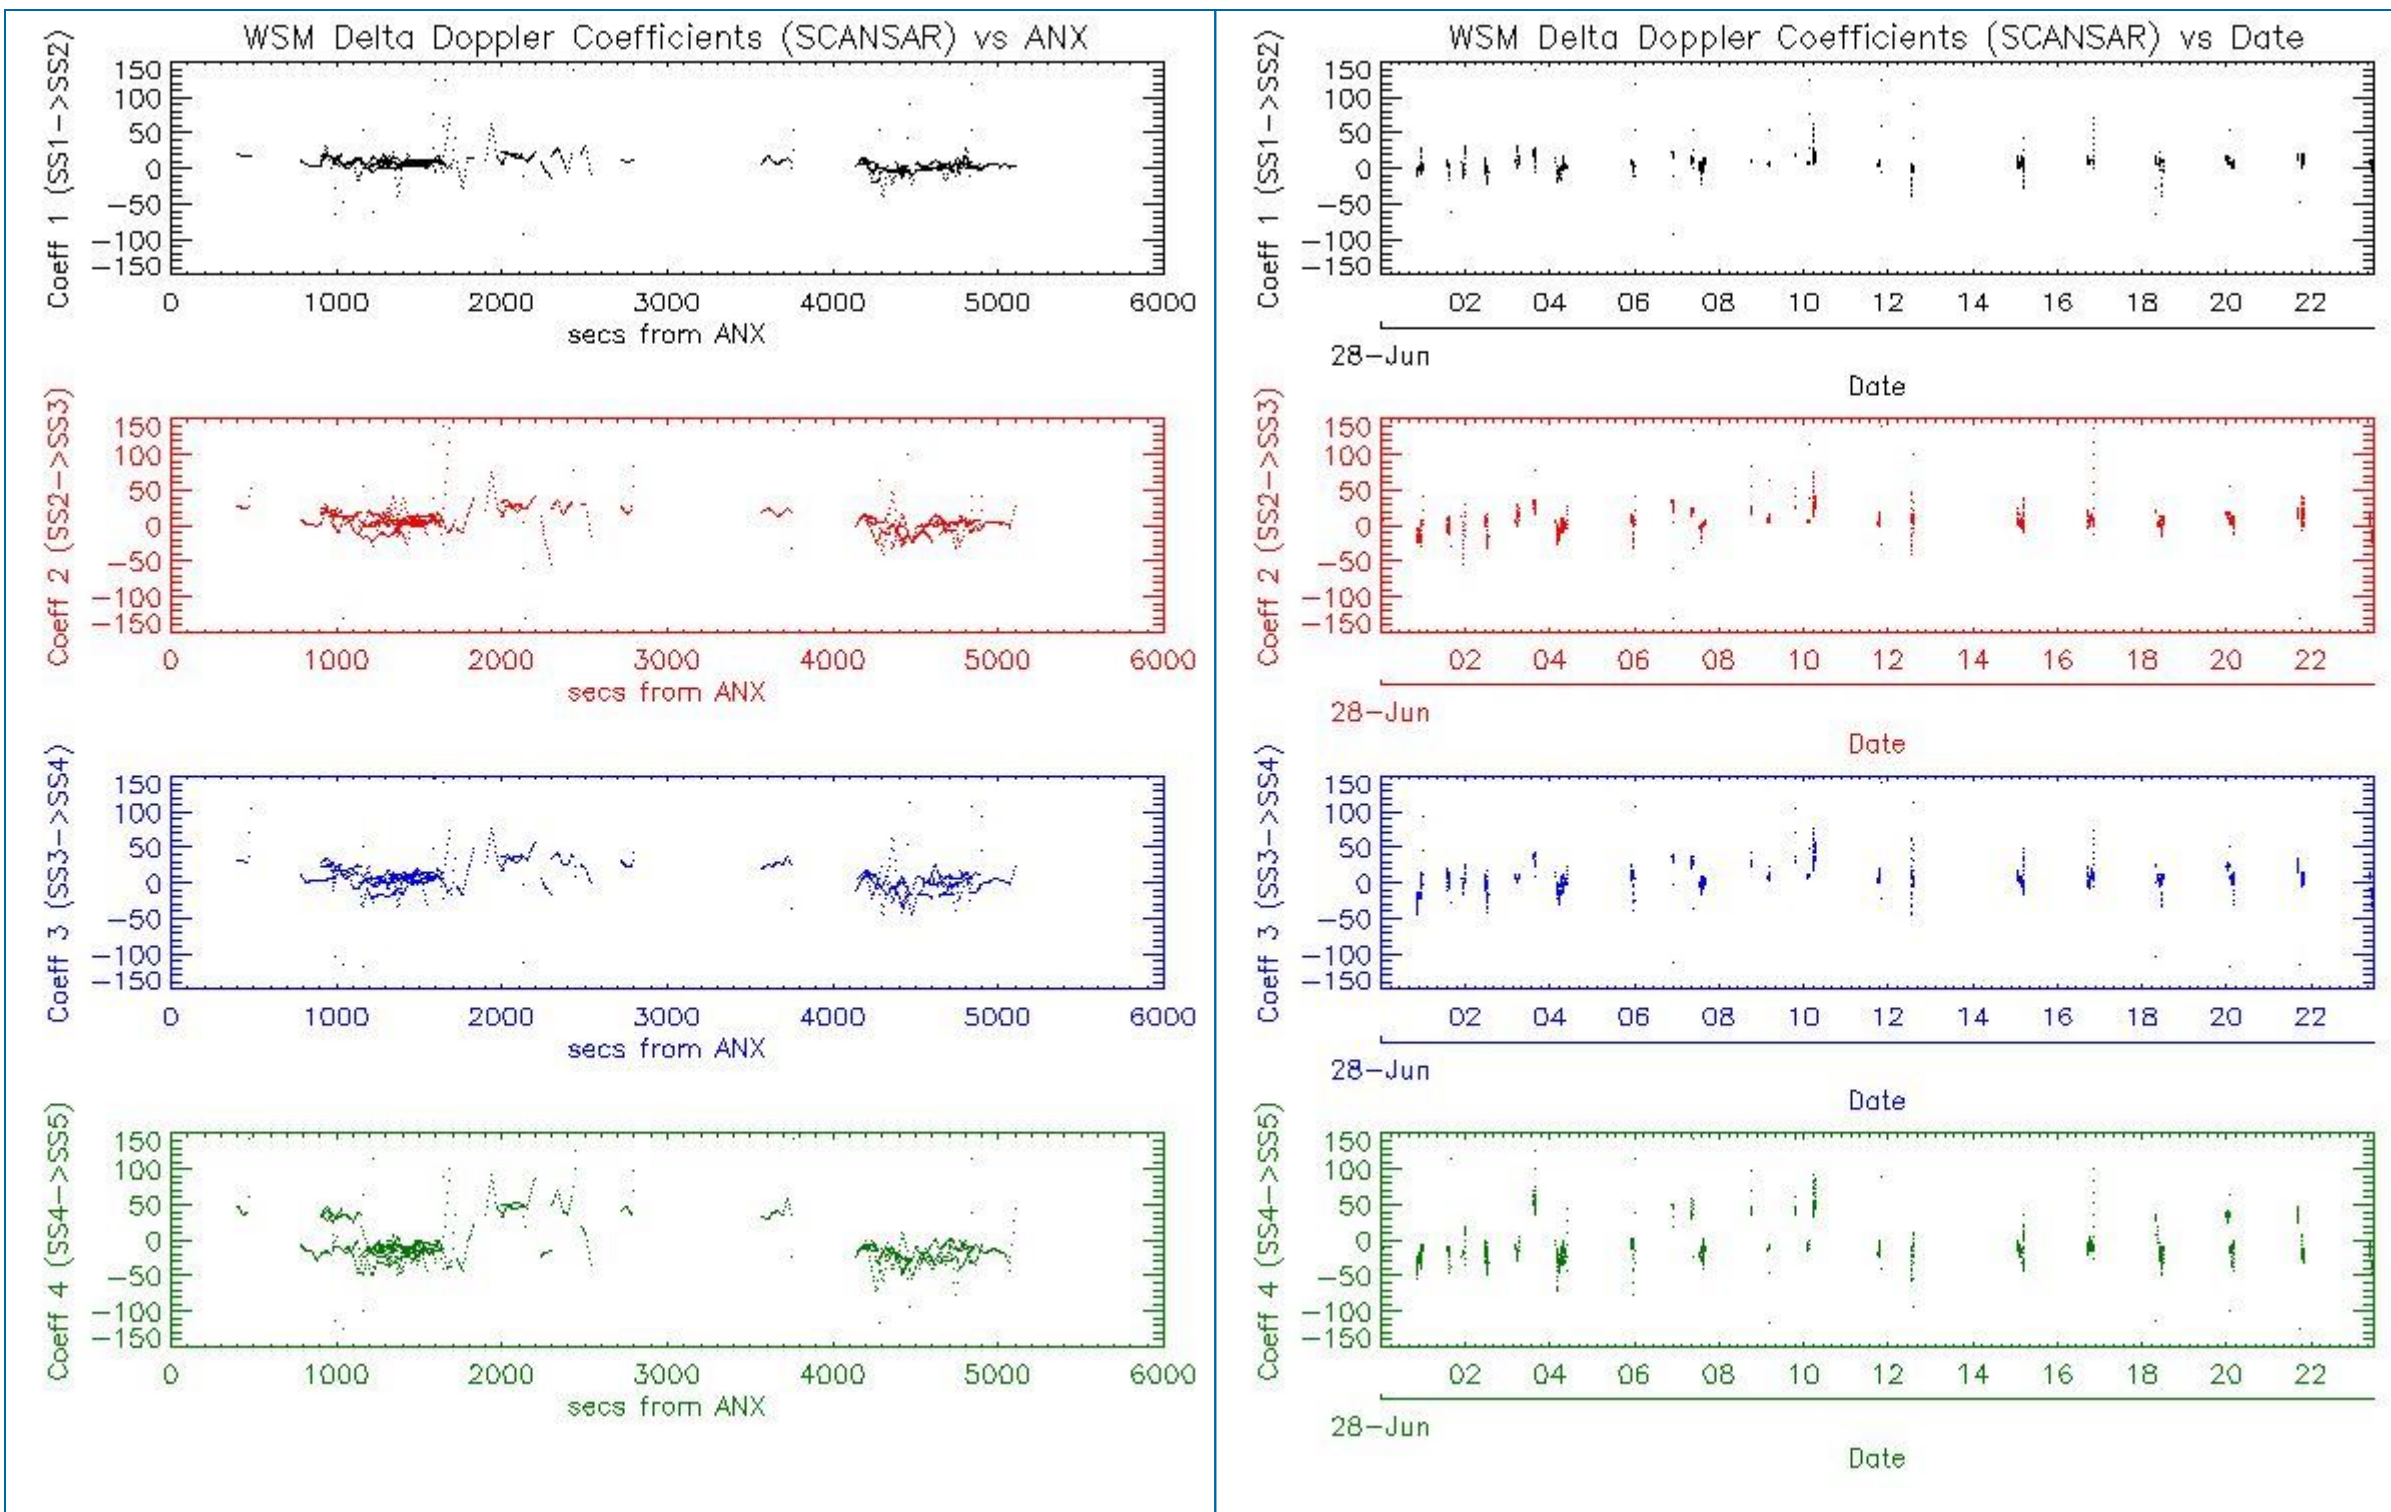 WSM Delta Doppler Coefficients (SCANSAR) vs ANX
Coeff 1 (SS1->SS2)
150
100
50
0
-50
-100
-150
0 1000 2000 3000 4000 5000 6000
secs from ANX
Coeff 2 (SS2->SS3)
150
100
50
0
-50
-100
-150
0 1000 2000 3000 4000 5000 6000
secs from ANX
Coeff 3 (SS3->SS4)
150
100
50
0
-50
-100
-150
0 1000 2000 3000 4000 5000 6000
secs from ANX
Coeff 4 (SS4->SS5)
150
100
50
0
-50
-100
-150
0 1000 2000 3000 4000 5000 6000
secs from ANX
WSM Delta Doppler Coefficients (SCANSAR) vs Date
Coeff 1 (SS1->SS2)
150
100
50
0
-50
-100
-150
02 04 06 08 10 12 14 16 18 20 22
28-Jun
Date
Coeff 2 (SS2->SS3)
150
100
50
0
-50
-100
-150
02 04 06 08 10 12 14 16 18 20 22
28-Jun
Date
Coeff 3 (SS3->SS4)
150
100
50
0
-50
-100
-150
02 04 06 08 10 12 14 16 18 20 22
28-Jun
Date
Coeff 4 (SS4->SS5)
150
100
50
0
-50
-100
-150
02 04 06 08 10 12 14 16 18 20 22
28-Jun
Date